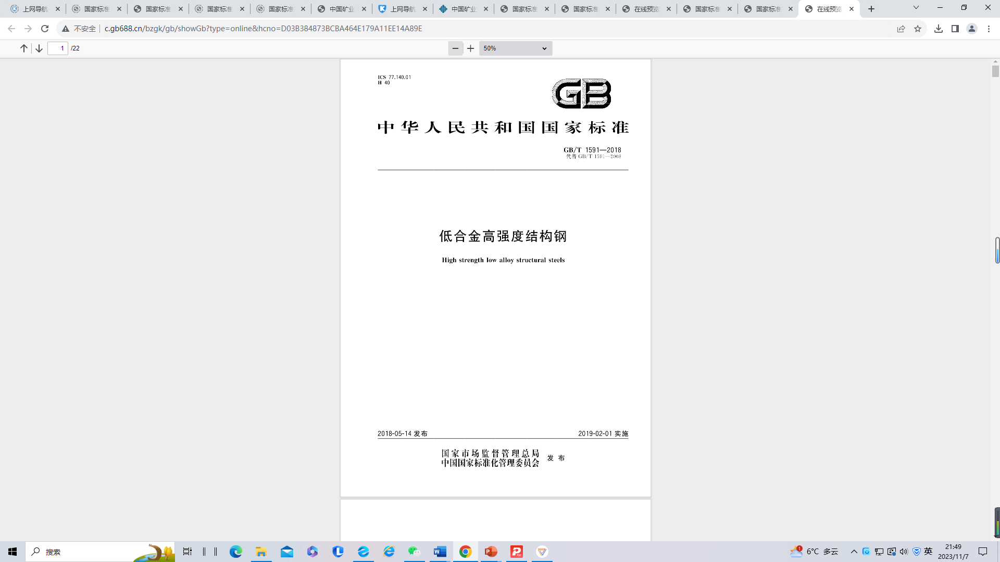 上网导航
国家标准
国家标准
国家标准
国家标准
中国矿业
上网导航
中国矿业
国家标准
国家标准
在线预览
国家标准
国家标准
在线预览
不安全
c.gb688.cn/bzgk/gb/showGb?type=online&hcno=D03B384873BCBA464E179A11EE14A89E
1 /22
50%
ICS 77.140.01
H 40
GB
中华人民共和国国家标准
GB/T 1591—2018
代替 GB/T 1591—2008
低合金高强度结构钢
High strength low alloy structural steels
2018-05-14 发布
2019-02-01 实施
国家市场监督管理总局
中国国家标准化管理委员会
发布
搜索
1
6°C 多云
英
21:49
2023/11/7